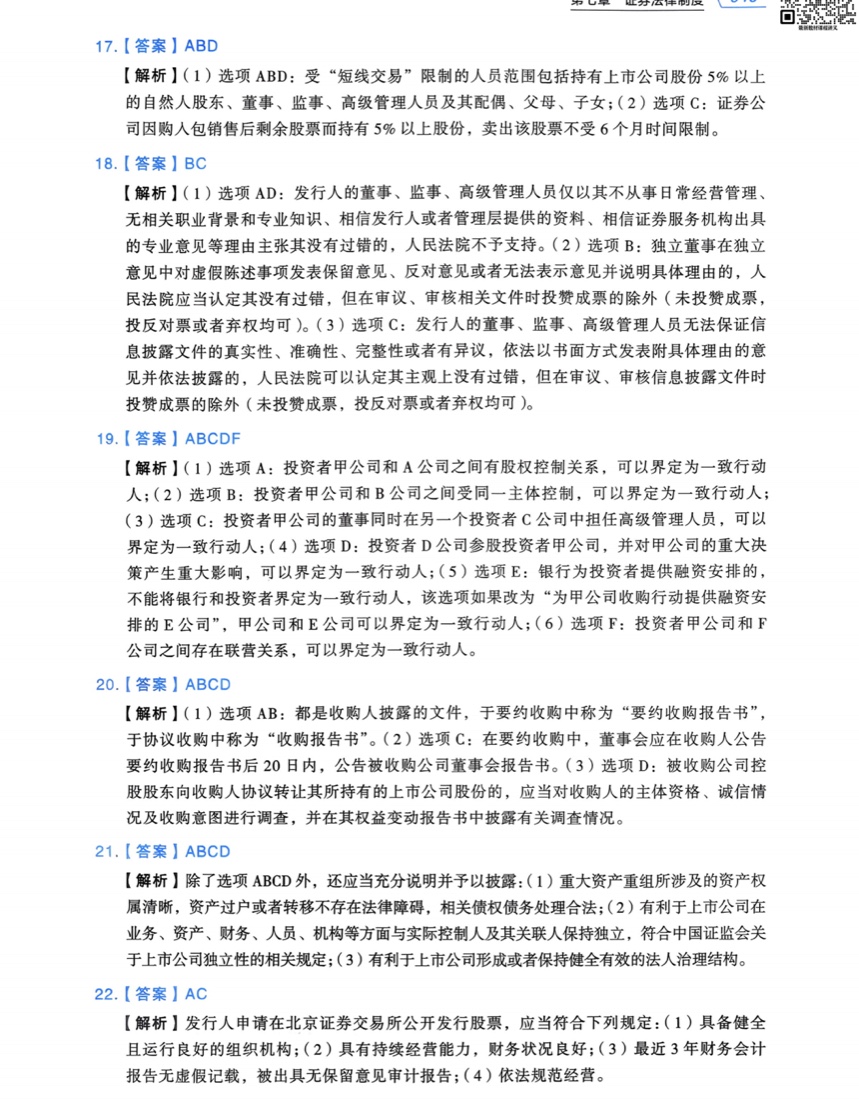 第七章 证券法律制度
17.【答案】ABD
【解析】(1)选项 ABD：受“短线交易”限制的人员范围包括持有上市公司股份 5% 以上
的自然人股东、董事、监事、高级管理人员及其配偶、父母、子女；(2)选项 C：证券公
司因购入包销售后剩余股票而持有 5% 以上股份，卖出该股票不受 6 个月时间限制。
18.【答案】BC
【解析】(1)选项 AD：发行人的董事、监事、高级管理人员仅以其不从事日常经营管理、
无相关职业背景和专业知识、相信发行人或者管理层提供的资料、相信证券服务机构出具
的专业意见等理由主张其没有过错的，人民法院不予支持。(2)选项 B：独立董事在独立
意见中对虚假陈述事项发表保留意见、反对意见或者无法表示意见并说明具体理由的，人
民法院应当认定其没有过错，但在审议、审核相关文件时投赞成票的除外（未投赞成票，
投反对票或者弃权均可）。(3)选项 C：发行人的董事、监事、高级管理人员无法保证信
息披露文件的真实性、准确性、完整性或者有异议，依法以书面方式发表附具体理由的意
见并依法披露的，人民法院可以认定其主观上没有过错，但在审议、审核信息披露文件时
投赞成票的除外（未投赞成票，投反对票或者弃权均可）。
19.【答案】ABCDF
【解析】(1)选项 A：投资者甲公司和 A 公司之间有股权控制关系，可以界定为一致行动
人；(2)选项 B：投资者甲公司和 B 公司之间受同一主体控制，可以界定为一致行动人；
(3)选项 C：投资者甲公司的董事同时在另一个投资者 C 公司中担任高级管理人员，可以
界定为一致行动人；(4)选项 D：投资者 D 公司参股投资者甲公司，并对甲公司的重大决
策产生重大影响，可以界定为一致行动人；(5)选项 E：银行为投资者提供融资安排的，
不能将银行和投资者界定为一致行动人，该选项如果改为“为甲公司收购行动提供融资安
排的 E 公司”，甲公司和 E 公司可以界定为一致行动人；(6)选项 F：投资者甲公司和 F
公司之间存在联营关系，可以界定为一致行动人。
20.【答案】ABCD
【解析】(1)选项 AB：都是收购人披露的文件，于要约收购中称为“要约收购报告书”，
于协议收购中称为“收购报告书”。(2)选项 C：在要约收购中，董事会应在收购人公告
要约收购报告书后 20 日内，公告被收购公司董事会报告书。(3)选项 D：被收购公司控
股股东向收购人协议转让其所持有的上市公司股份的，应当对收购人的主体资格、诚信情
况及收购意图进行调查，并在其权益变动报告书中披露有关调查情况。
21.【答案】ABCD
【解析】除了选项 ABCD 外，还应当充分说明并予以披露：(1)重大资产重组所涉及的资产权
属清晰，资产过户或者转移不存在法律障碍，相关债权债务处理合法；(2)有利于上市公司在
业务、资产、财务、人员、机构等方面与实际控制人及其关联人保持独立，符合中国证监会关
于上市公司独立性的相关规定；(3)有利于上市公司形成或者保持健全有效的法人治理结构。
22.【答案】AC
【解析】发行人申请在北京证券交易所公开发行股票，应当符合下列规定：(1)具备健全
且运行良好的组织机构；(2)具有持续经营能力，财务状况良好；(3)最近 3 年财务会计
报告无虚假记载，被出具无保留意见审计报告；(4)依法规范经营。